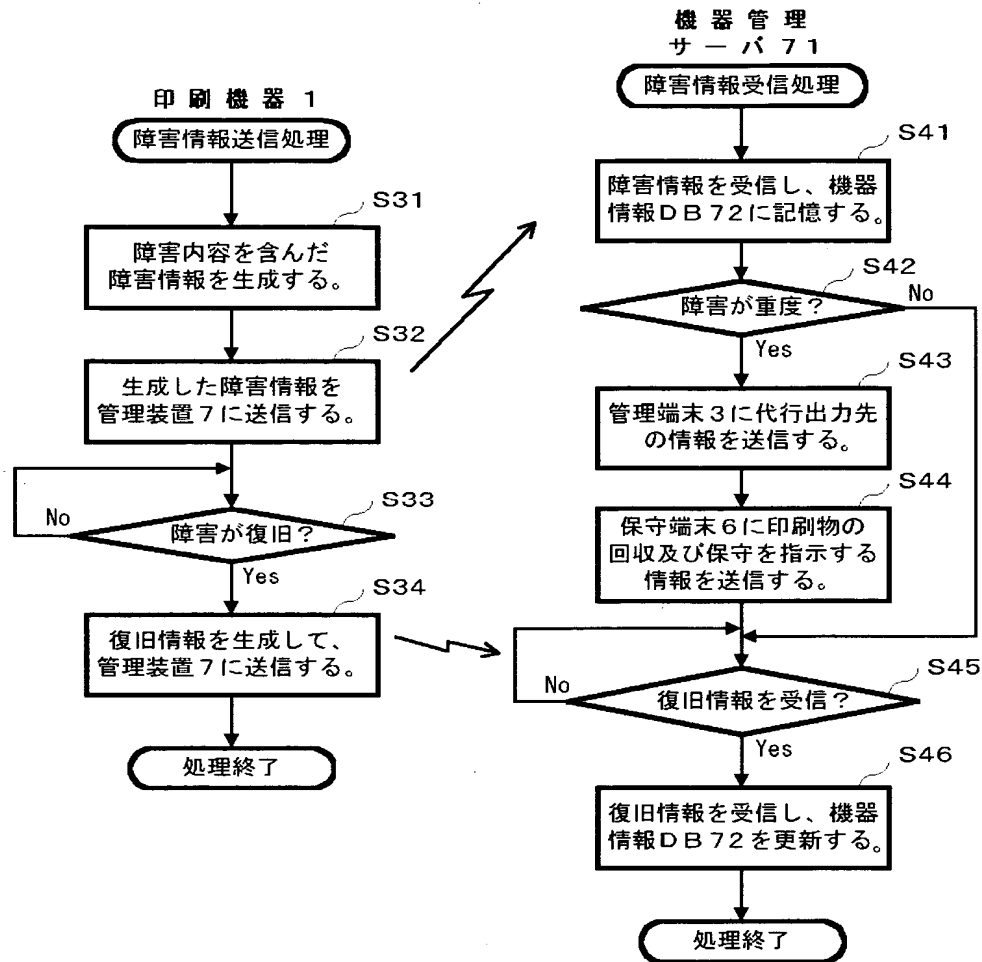 印刷機器1
障害情報送信処理
S31
障害内容を含んだ
障害情報を生成する。
S32
生成した障害情報を
管理装置7に送信する。
S33
障害が復旧?
No
Yes
S34
復旧情報を生成して、
管理装置7に送信する。
処理終了
機器管理
サーバ71
障害情報受信処理
S41
障害情報を受信し、機器
情報DB72に記憶する。
S42
障害が重度?
No
Yes
S43
管理端末3に代行出力先
の情報を送信する。
S44
保守端末6に印刷物の
回収及び保守を指示する
情報を送信する。
S45
復旧情報を受信?
No
Yes
S46
復旧情報を受信し、機器
情報DB72を更新する。
処理終了